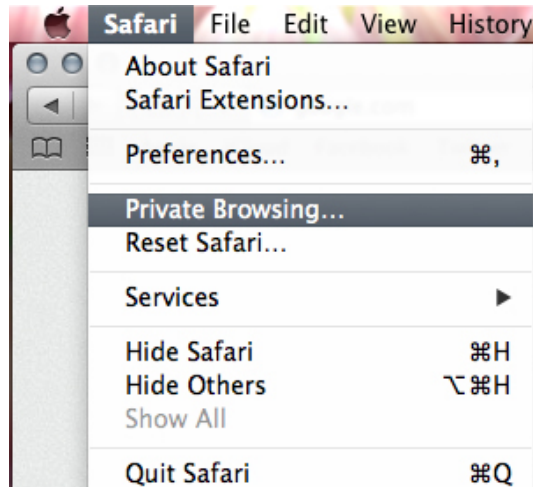 Safari File Edit View History
About Safari
Safari Extensions...
Preferences... ⌘,
Private Browsing...
Reset Safari...
Services ▶
Hide Safari ⌘H
Hide Others ⌥⌘H
Show All
Quit Safari ⌘Q